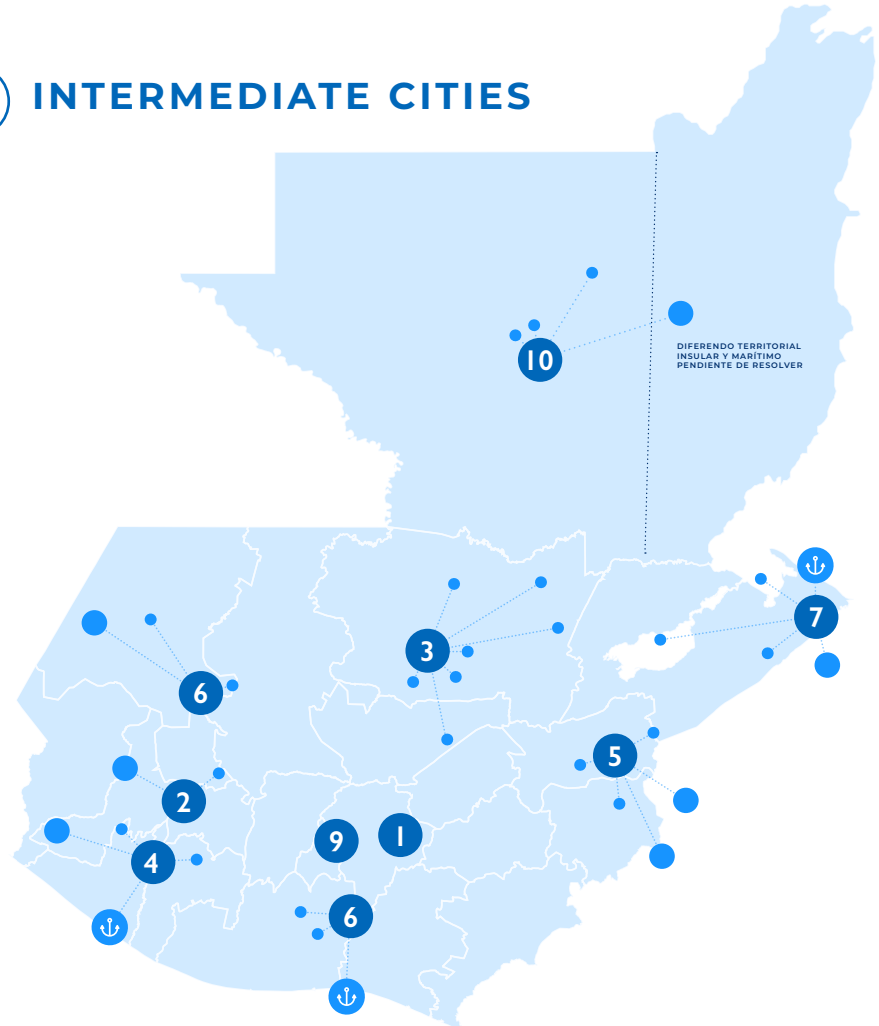 INTERMEDIATE CITIES
DIFERENDO TERRITORIAL
INSULAR Y MARÍTIMO
PENDIENTE DE RESOLVER
10
7
3
6
5
2
9
1
4
6